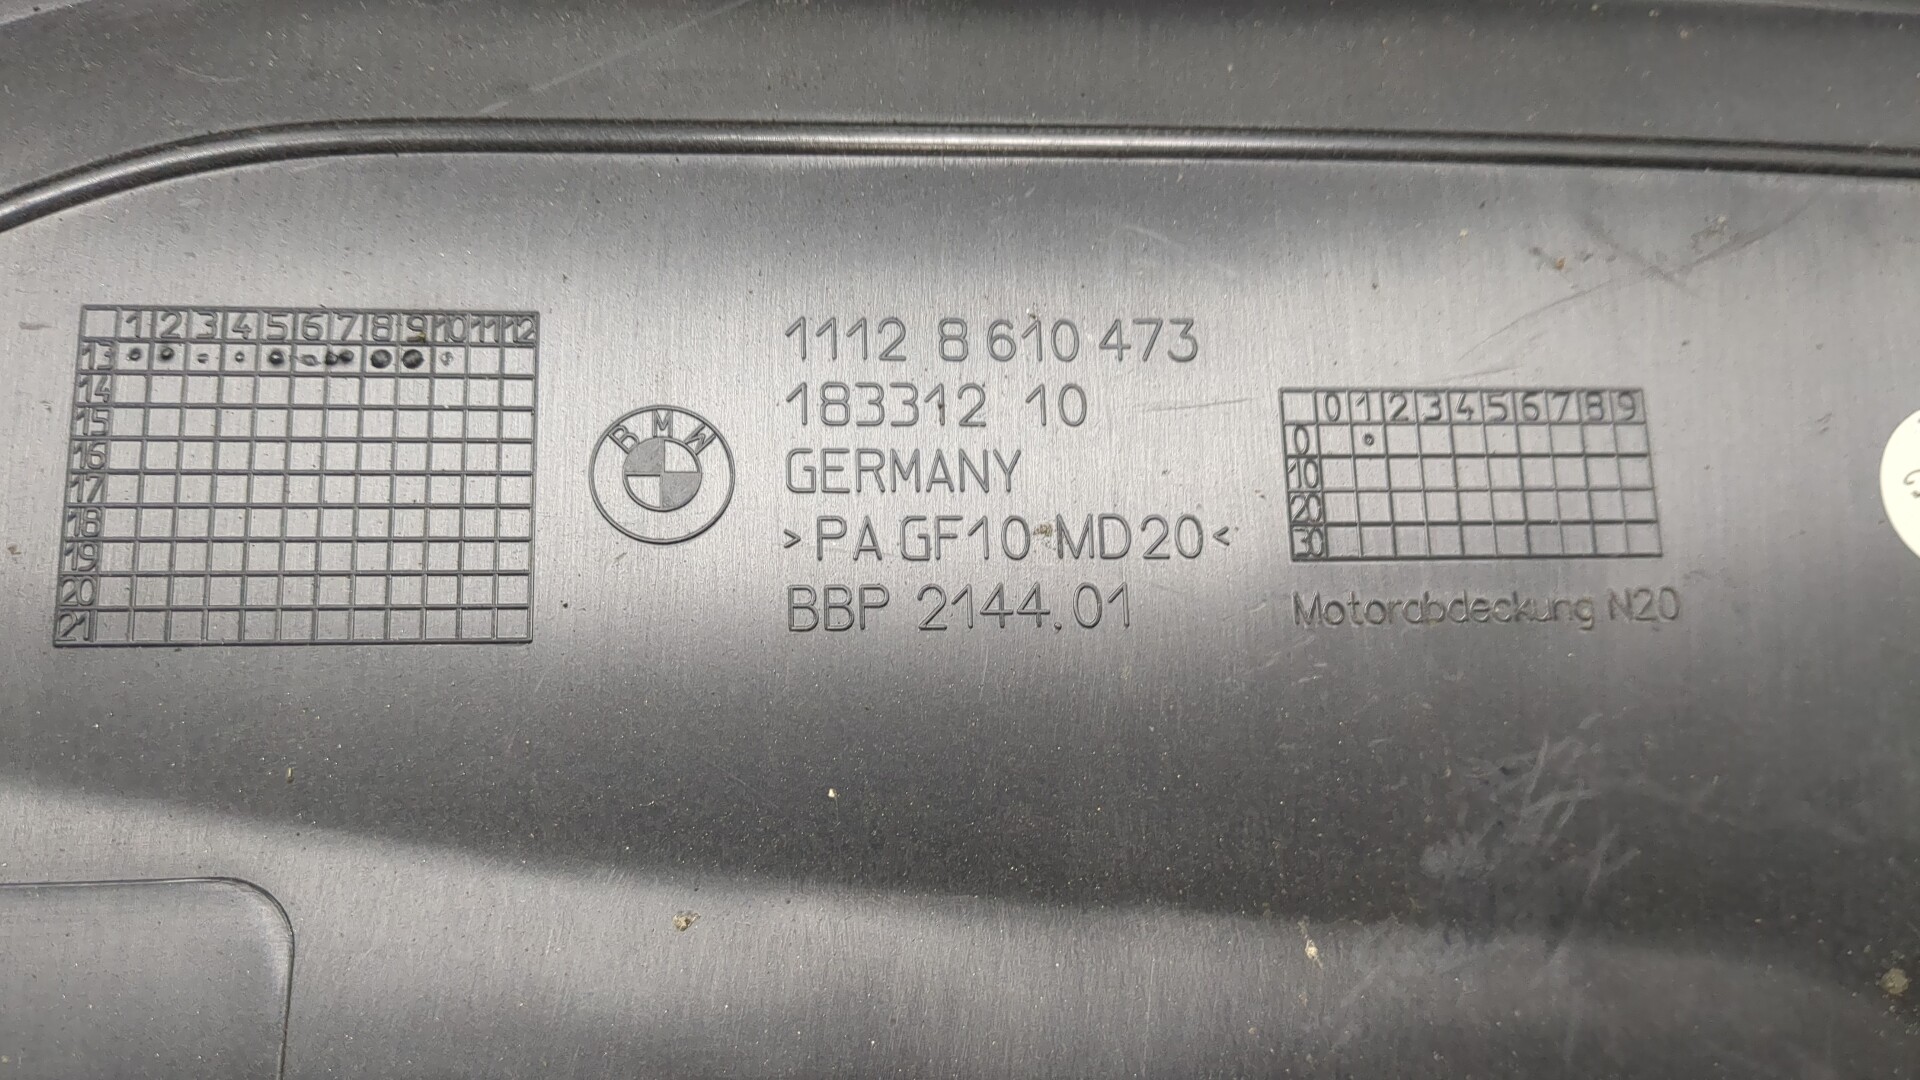 1 2 3 4 5 6 7 8 9 10 11 12
13
14
15
16
17
18
19
20
21
BMW
1112 8 610 473
183312 10
GERMANY
>PA GF10 MD20<
BBP 2144.01
0 1 2 3 4 5 6 7 8 9
0
10
20
30
Motorabdeckung N20